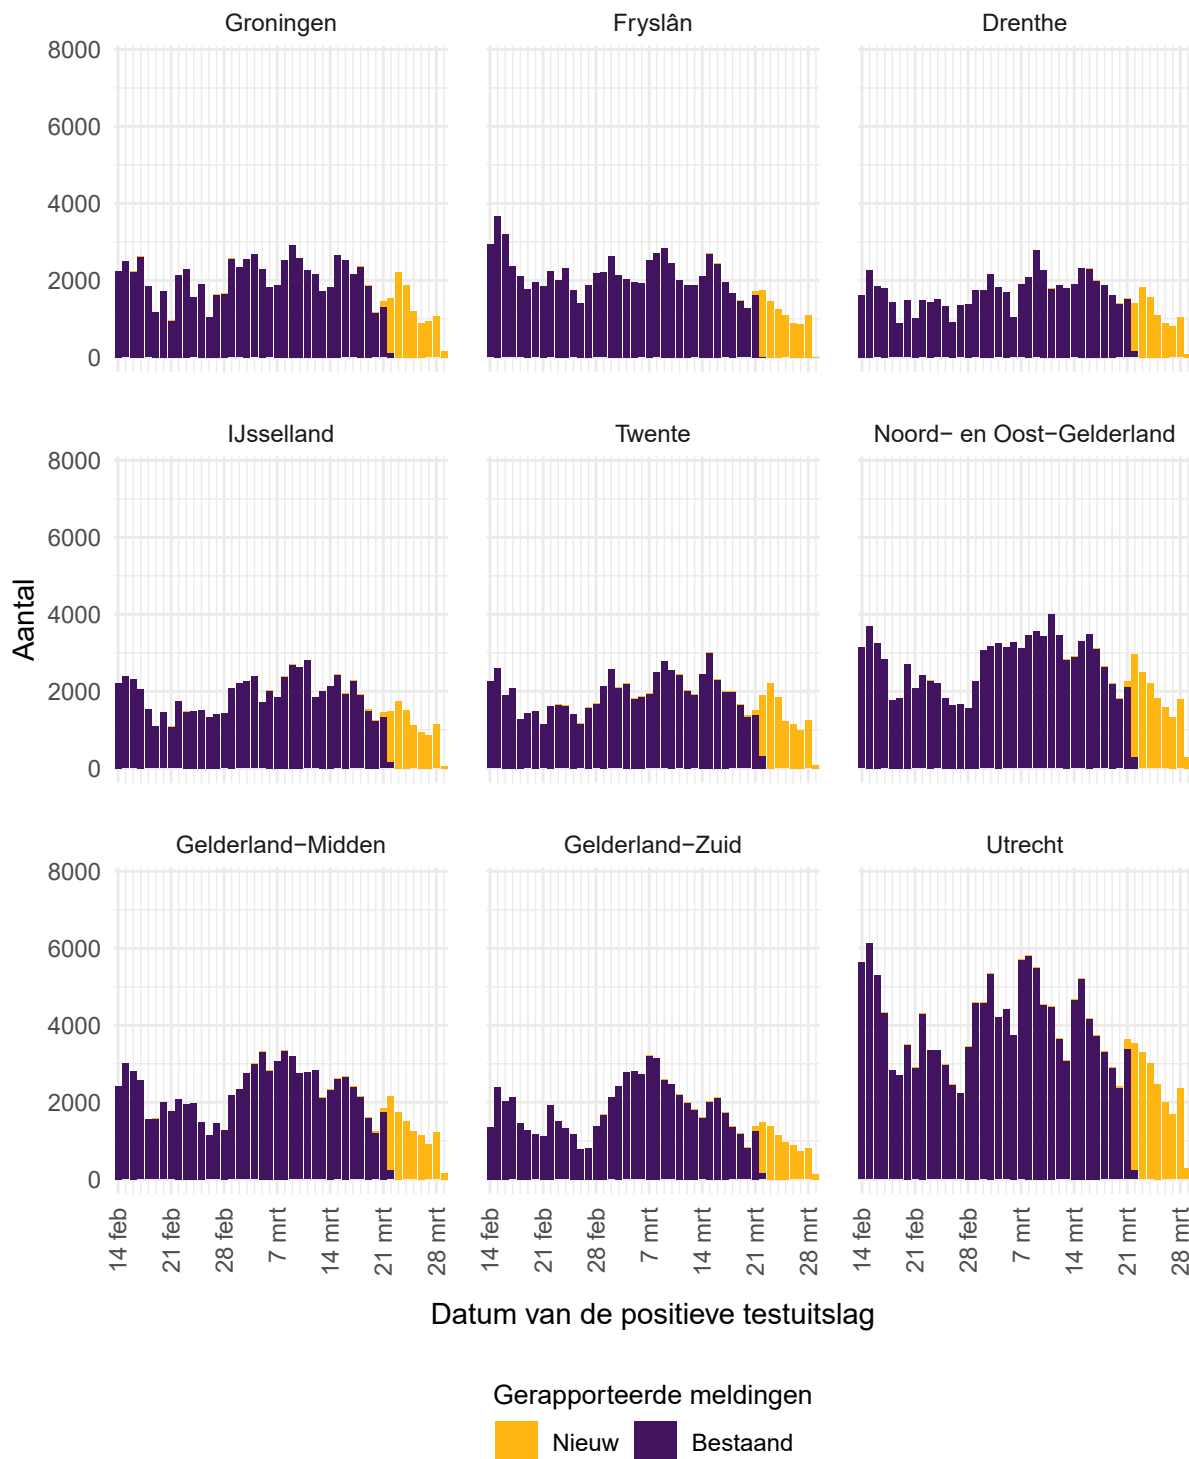 Groningen Fryslân Drenthe
8000
6000
4000
2000
0
IJsselland Twente Noord− en Oost−Gelderland
8000
6000
4000
2000
0
Aantal
Gelderland−Midden Gelderland−Zuid Utrecht
8000
6000
4000
2000
0
14 feb 21 feb 28 feb 7 mrt 14 mrt 21 mrt 28 mrt 14 feb 21 feb 28 feb 7 mrt 14 mrt 21 mrt 28 mrt 14 feb 21 feb 28 feb 7 mrt 14 mrt 21 mrt 28 mrt
Datum van de positieve testuitslag
Gerapporteerde meldingen
Nieuw Bestaand